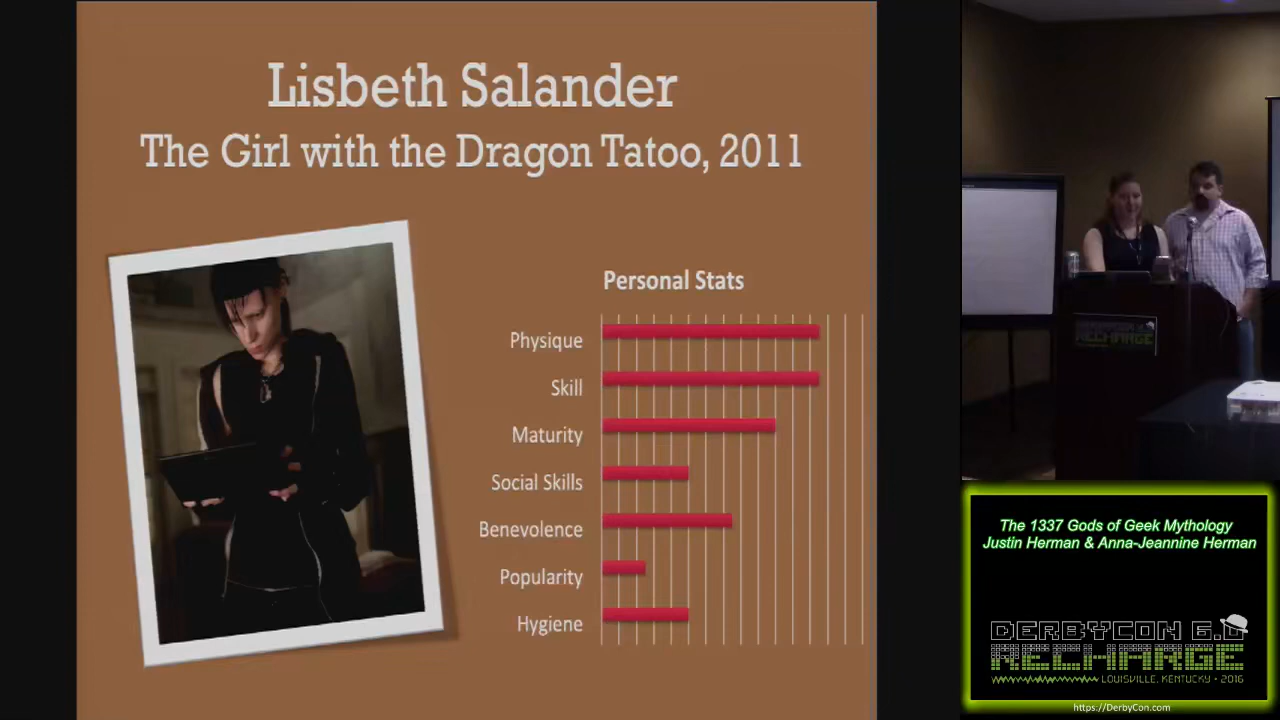 Lisbeth Salander
The Girl with the Dragon Tatoo, 2011
Personal Stats
Physique
Skill
Maturity
Social Skills
Benevolence
Popularity
Hygiene
RECHARGE
The 1337 Gods of Geek Mythology
Justin Herman & Anna-Jeannine Herman
DERBYCON 6.0
RECHARGE
LOUISVILLE, KENTUCKY • 2016
https://DerbyCon.com